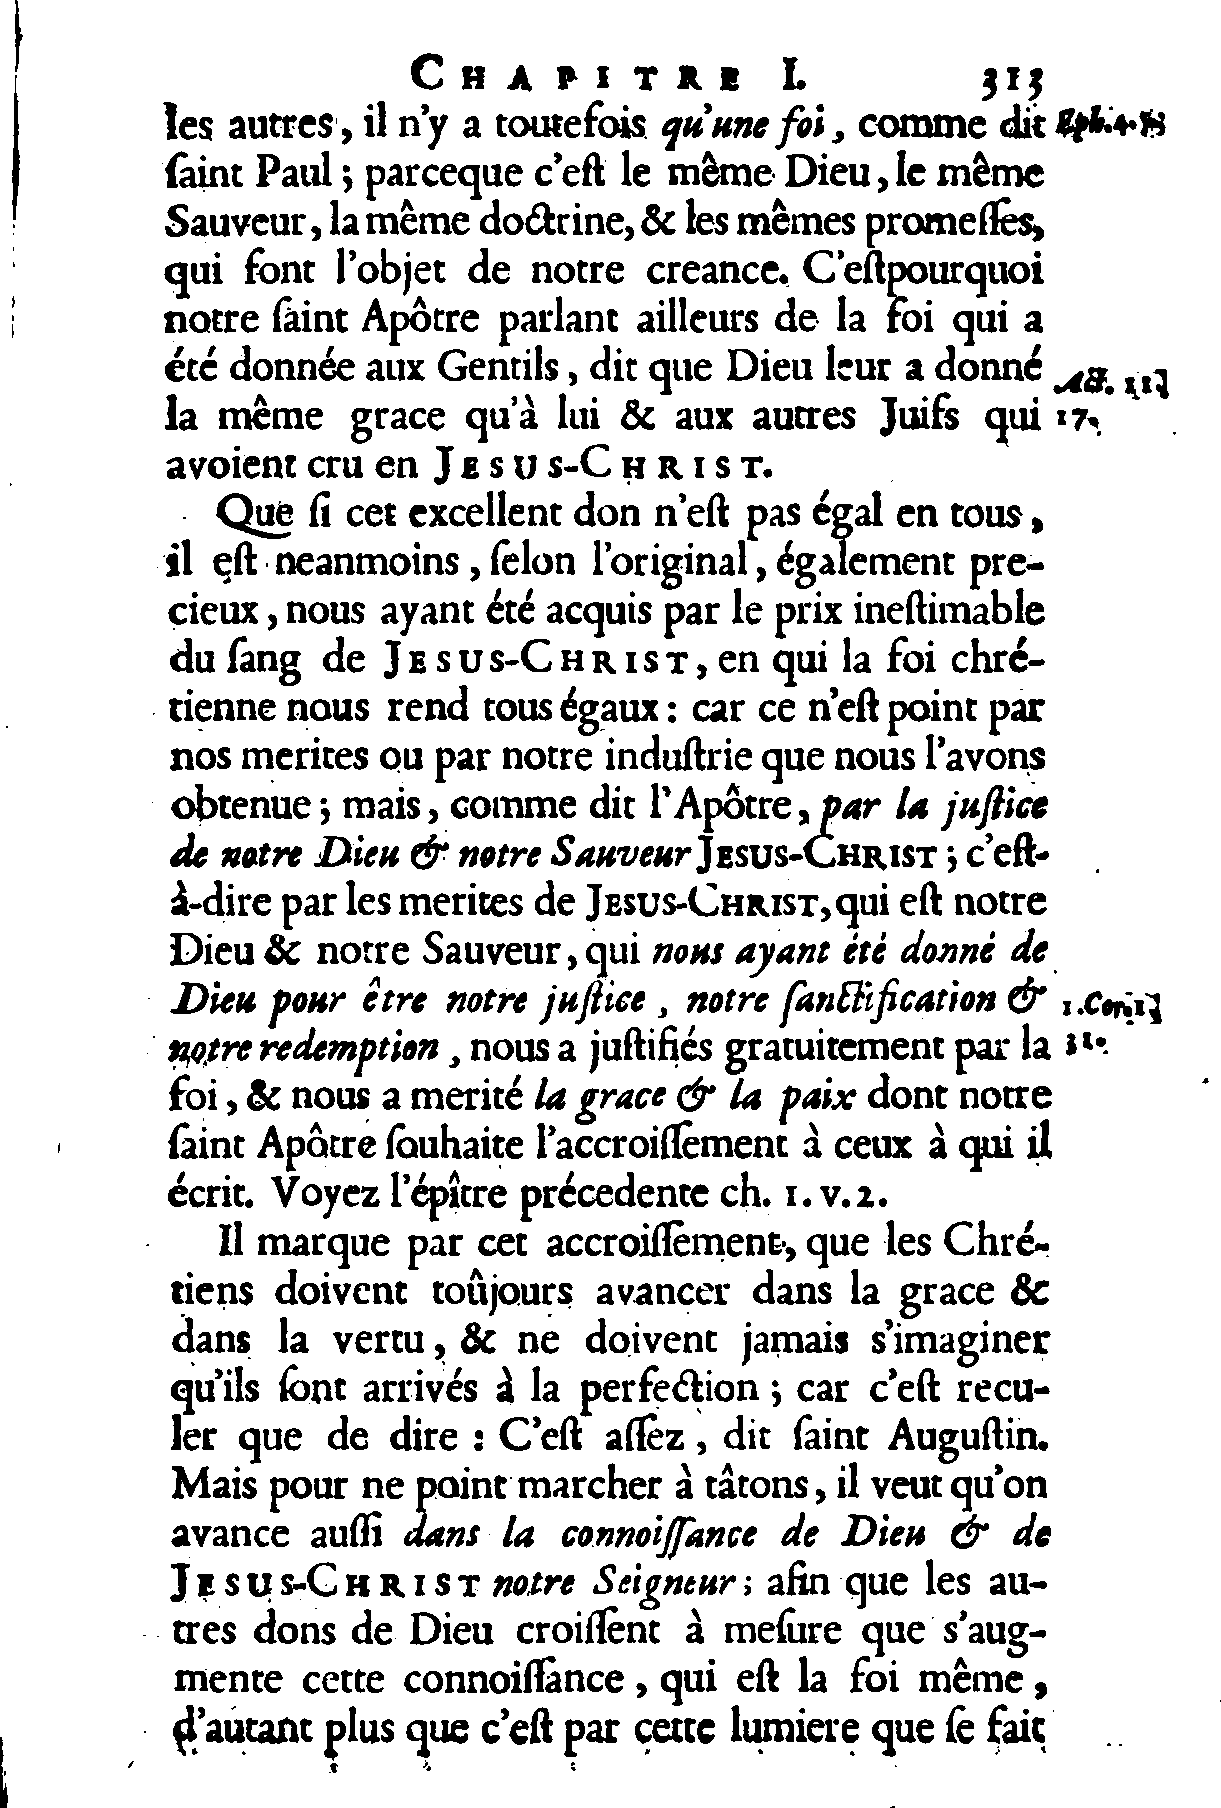 CHAPITRE I. 313
les autres, il n'y a toutefois qu'une foi, comme dit Eph. 4.
ſaint Paul ; parceque c'eſt le même Dieu, le même
Sauveur, la même doctrine, & les mêmes promeſſes,
qui ſont l'objet de notre creance. C'eſtpourquoi
notre ſaint Apôtre parlant ailleurs de la foi qui a
été donnée aux Gentils, dit que Dieu leur a donné Act. 11.
la même grace qu'à lui & aux autres Juifs qui 17.
avoient cru en JESUS-CHRIST.
Que ſi cet excellent don n'eſt pas égal en tous,
il eſt neanmoins, ſelon l'original, également pre-
cieux, nous ayant été acquis par le prix ineſtimable
du ſang de JESUS-CHRIST, en qui la foi chré-
tienne nous rend tous égaux : car ce n'eſt point par
nos merites ou par notre induſtrie que nous l'avons
obtenue ; mais, comme dit l'Apôtre, par la juſtice
de notre Dieu & notre Sauveur JESUS-CHRIST ; c'eſt-
à-dire par les merites de JESUS-CHRIST, qui eſt notre
Dieu & notre Sauveur, qui nous ayant été donné de
Dieu pour être notre juſtice, notre ſanctification & 1. Cor. 1.
notre redemption, nous a juſtifiés gratuitement par la
foi, & nous a merité la grace & la paix dont notre
ſaint Apôtre ſouhaite l'accroiſſement à ceux à qui il
écrit. Voyez l'épître précedente ch. 1. v. 2.
Il marque par cet accroiſſement, que les Chré-
tiens doivent toûjours avancer dans la grace &
dans la vertu, & ne doivent jamais s'imaginer
qu'ils ſont arrivés à la perfection ; car c'eſt recu-
ler que de dire : C'eſt aſſez, dit ſaint Auguſtin.
Mais pour ne point marcher à tâtons, il veut qu'on
avance auſſi dans la connoiſſance de Dieu & de
JESUS-CHRIST notre Seigneur ; afin que les au-
tres dons de Dieu croiſſent à meſure que s'aug-
mente cette connoiſſance, qui eſt la foi même,
d'autant plus que c'eſt par cette lumiere que ſe fait